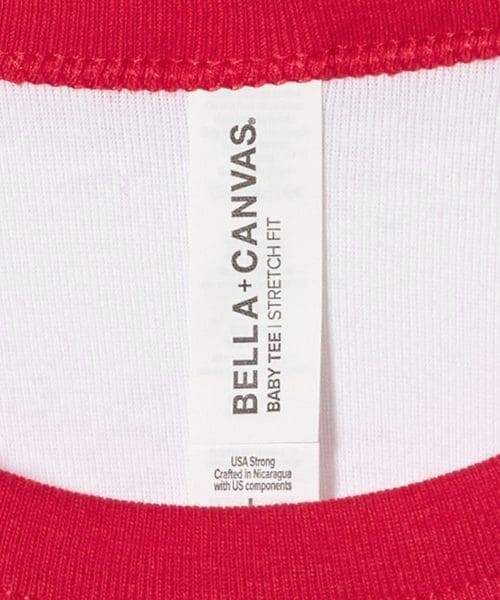 BELLA+CANVAS®
BABY TEE | STRETCH FIT
USA Strong
Crafted in Nicaragua
with US components